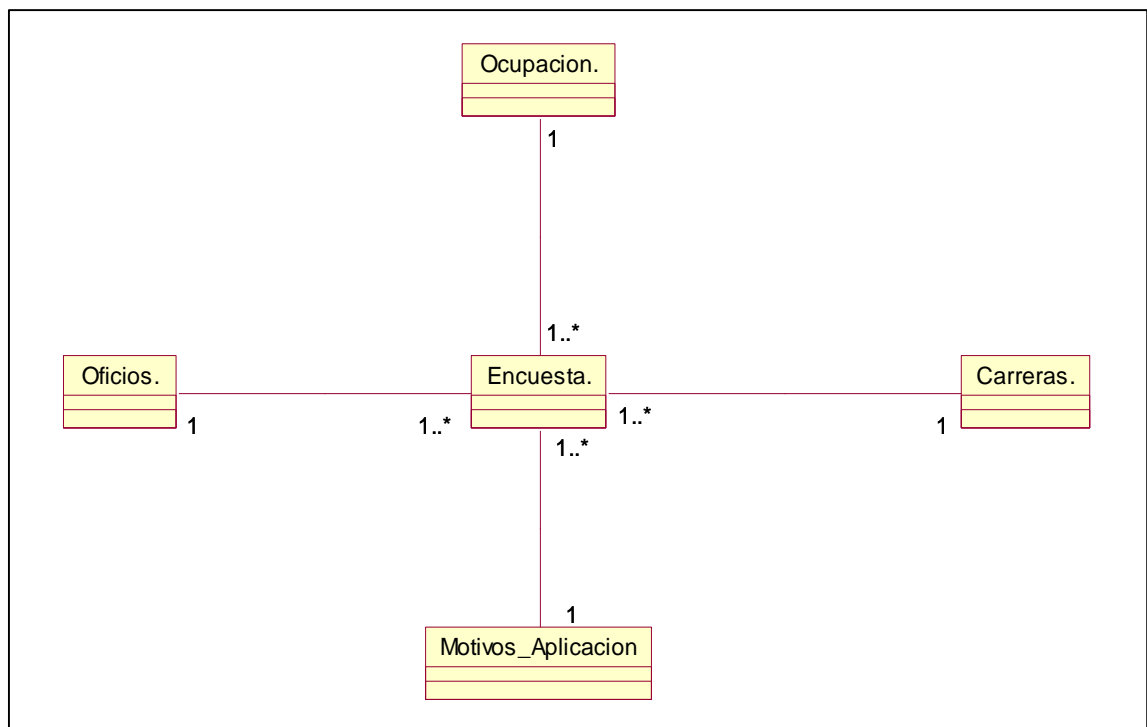 Ocupacion.
1
1..*
Oficios.
Encuesta.
Carreras.
1
1..*
1..*
1
1..*
1
Motivos_Aplicacion